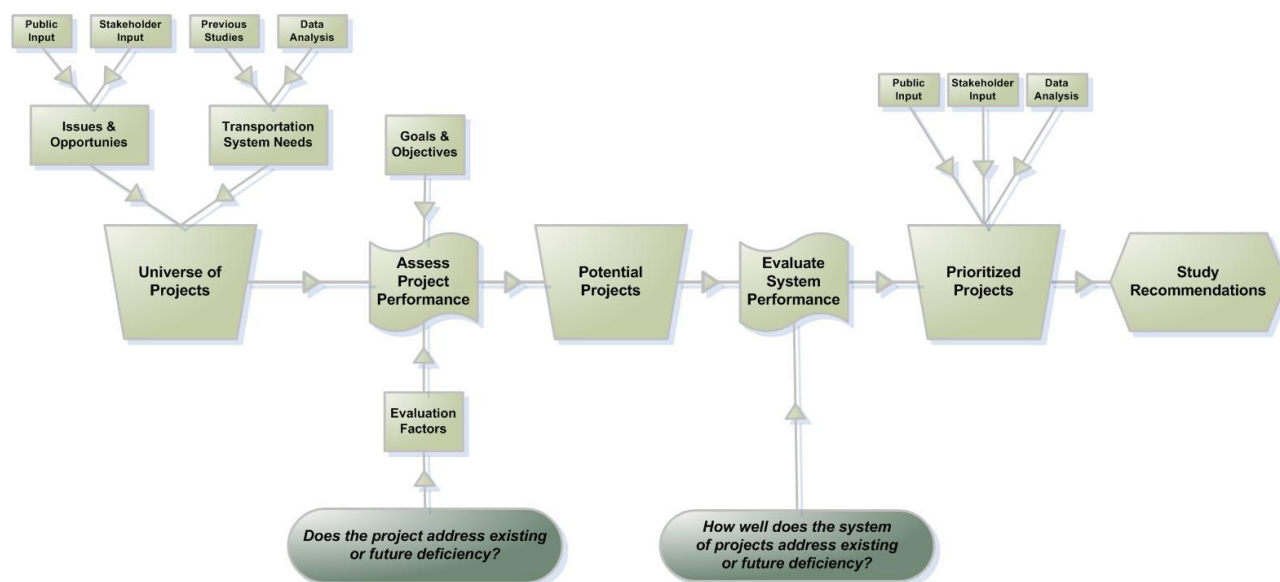 Public
Input
Stakeholder
Input
Previous
Studies
Data
Analysis
Issues &
Opportunies
Transportation
System Needs
Goals &
Objectives
Public
Input
Stakeholder
Input
Data
Analysis
Universe of
Projects
Assess
Project
Performance
Potential
Projects
Evaluate
System
Performance
Prioritized
Projects
Study
Recommendations
Evaluation
Factors
Does the project address existing
or future deficiency?
How well does the system
of projects address existing
or future deficiency?